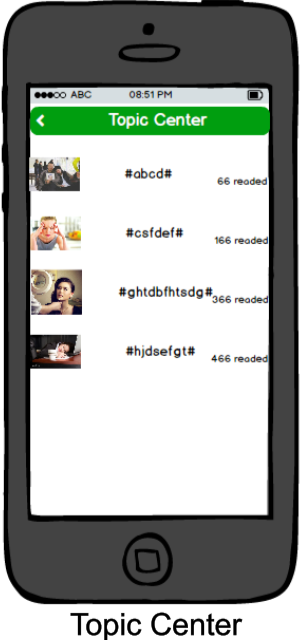 ABC 08:51 PM
Topic Center
#abcd# 66 readed
#csfdef# 166 readed
#ghtdbfhtsdg# 366 readed
#hjdsefgt# 466 readed
Topic Center